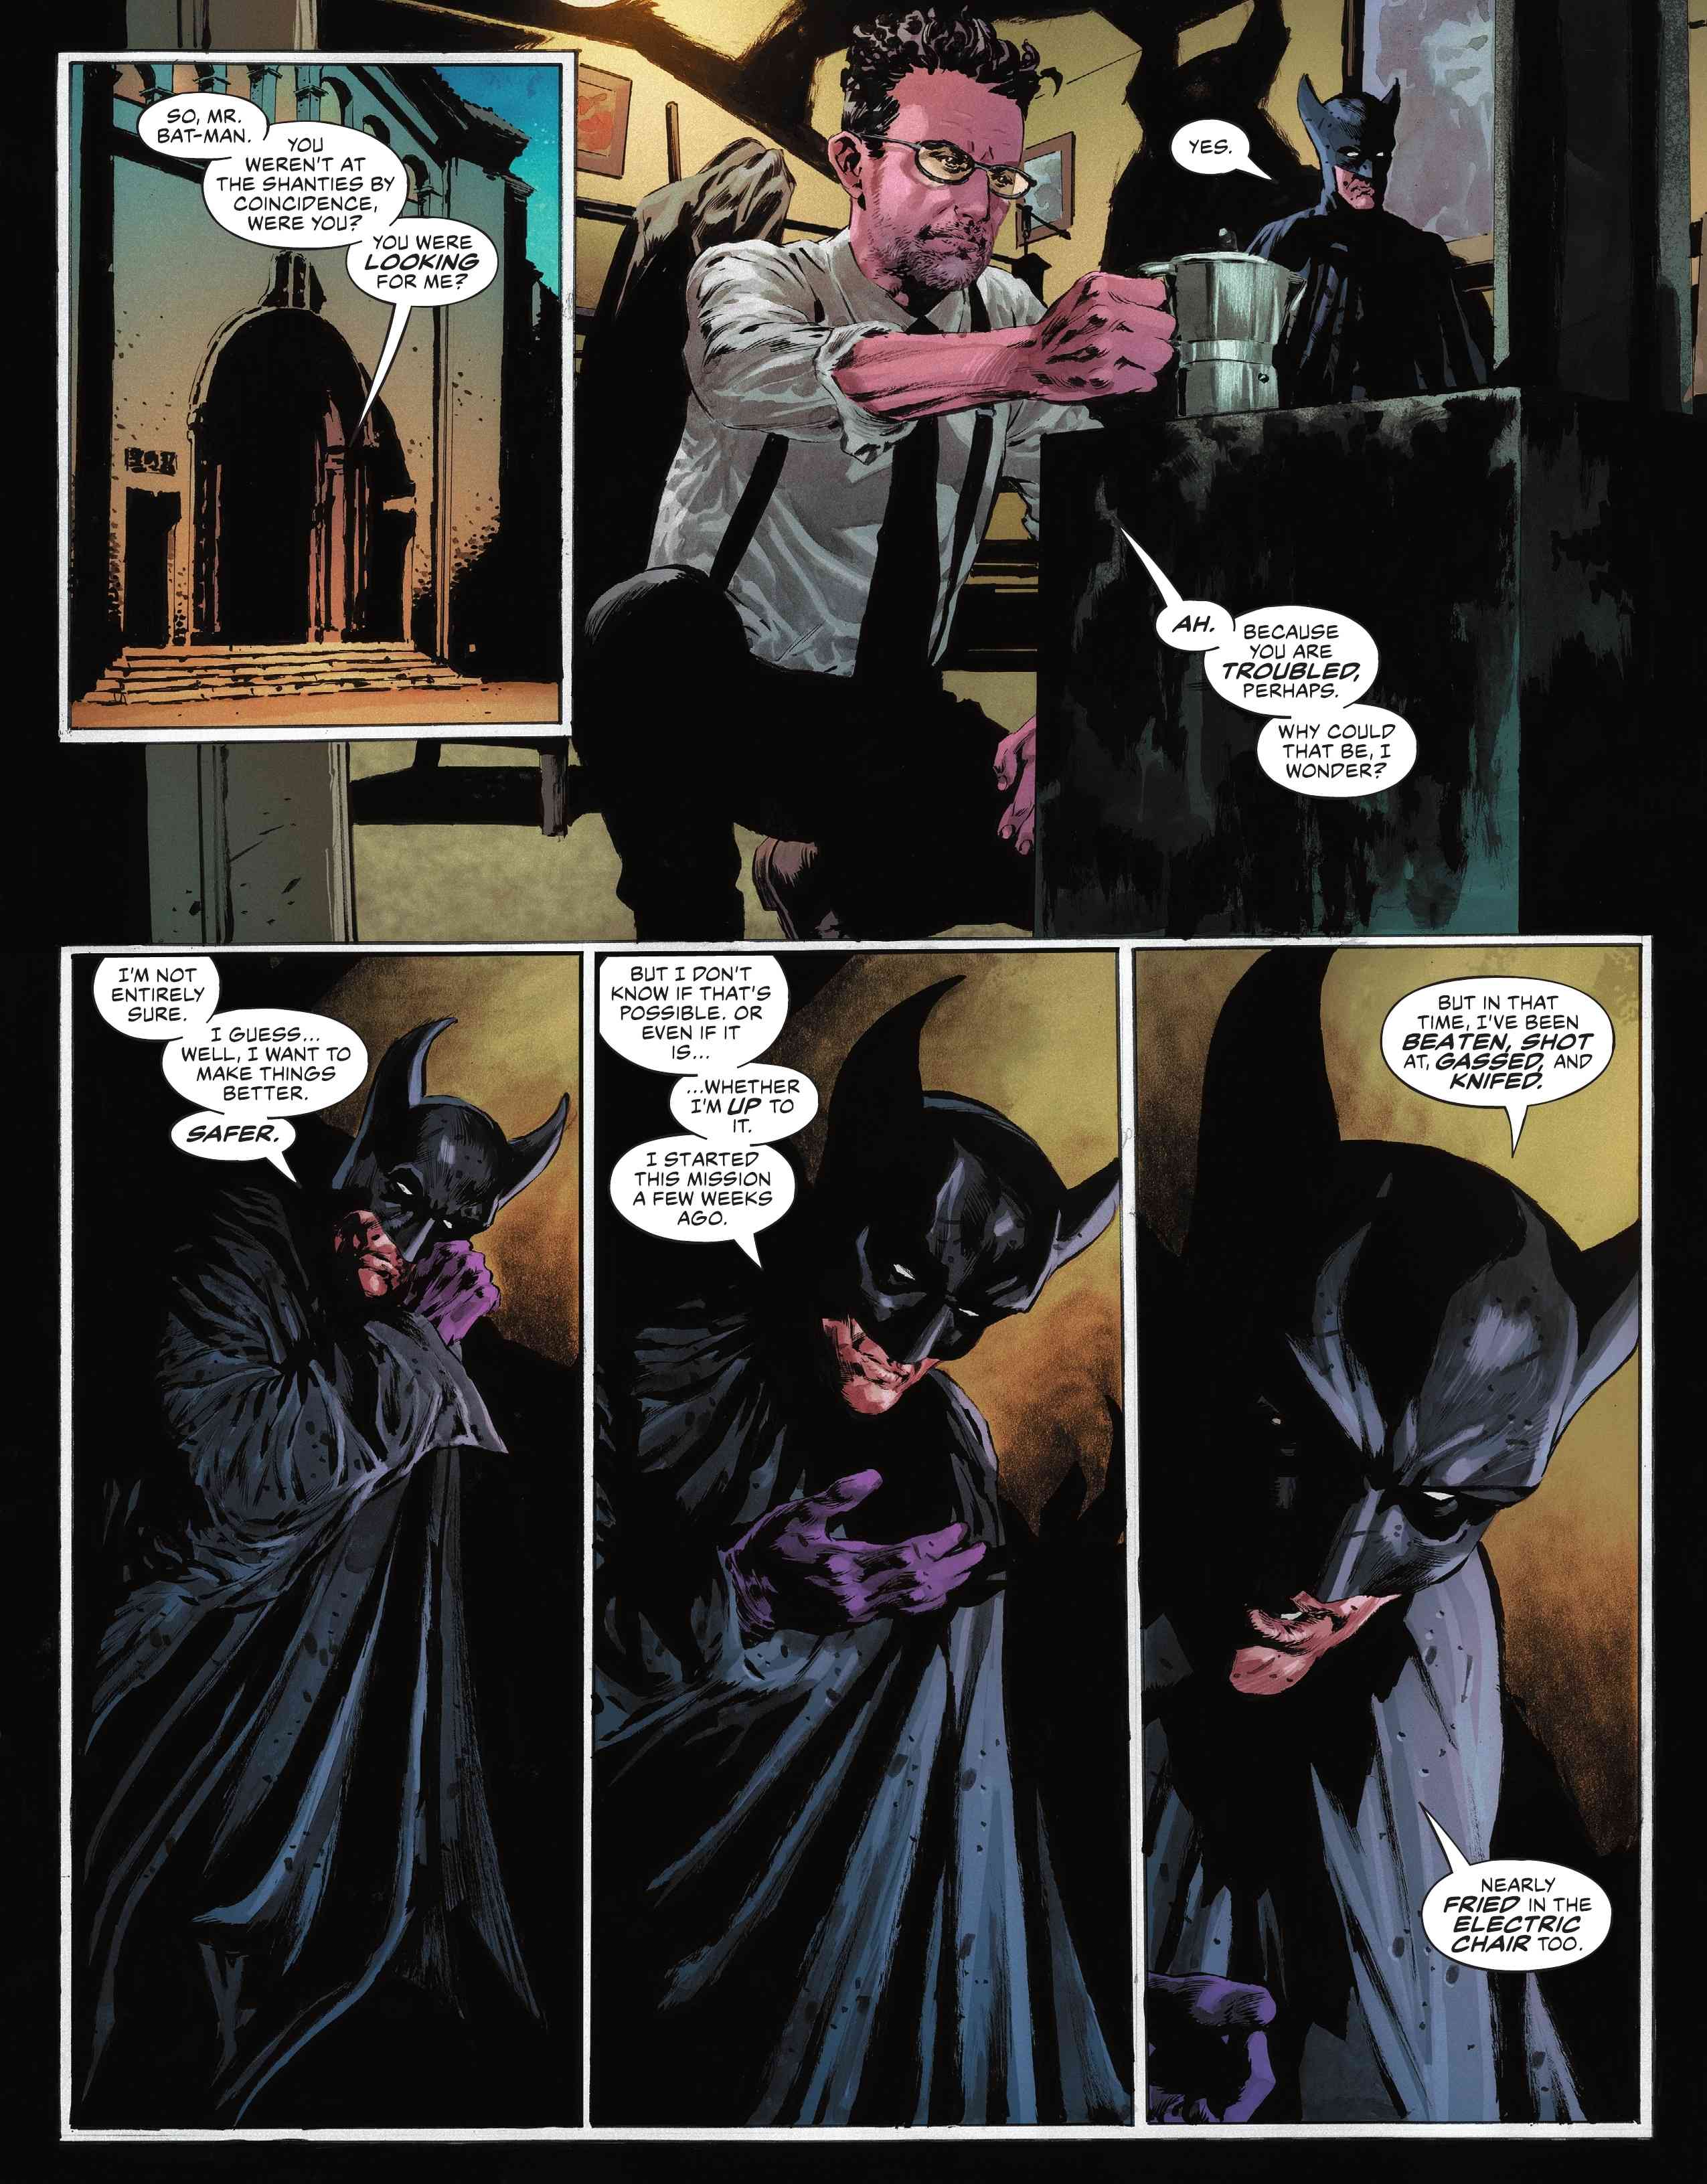 SO, MR.
BAT-MAN.
YOU
WEREN'T AT
THE SHANTIES BY
COINCIDENCE,
WERE YOU?
YOU WERE
LOOKING
FOR ME?
YES.
AH.
BECAUSE
YOU ARE
TROUBLED,
PERHAPS.
WHY COULD
THAT BE, I
WONDER?
I'M NOT
ENTIRELY
SURE.
I GUESS...
WELL, I WANT TO
MAKE THINGS
BETTER.
SAFER.
BUT I DON'T
KNOW IF THAT'S
POSSIBLE. OR
EVEN IF IT
IS...
...WHETHER
I'M UP TO
IT.
I STARTED
THIS MISSION
A FEW WEEKS
AGO.
BUT IN THAT
TIME, I'VE BEEN
BEATEN, SHOT
AT, GASSED, AND
KNIFED.
NEARLY
FRIED IN THE
ELECTRIC
CHAIR TOO.